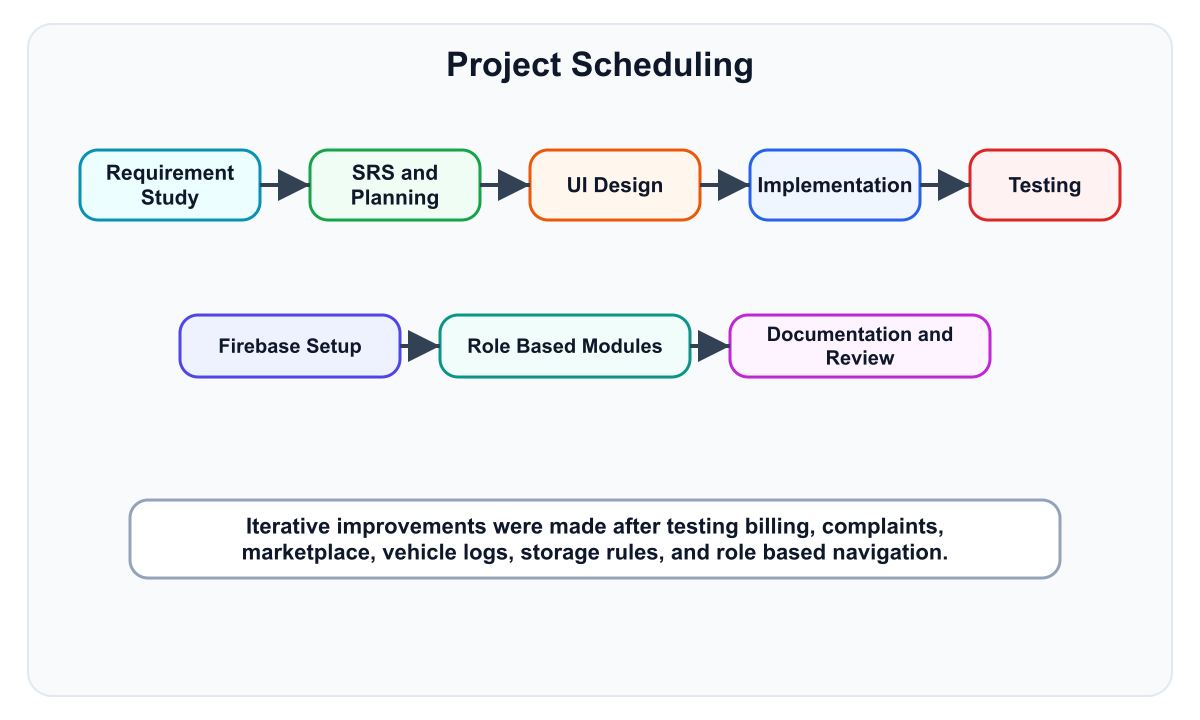 Project Scheduling
Requirement
Study
SRS and
Planning
UI Design
Implementation
Testing
Firebase Setup
Role Based Modules
Documentation and
Review
Iterative improvements were made after testing billing, complaints,
marketplace, vehicle logs, storage rules, and role based navigation.